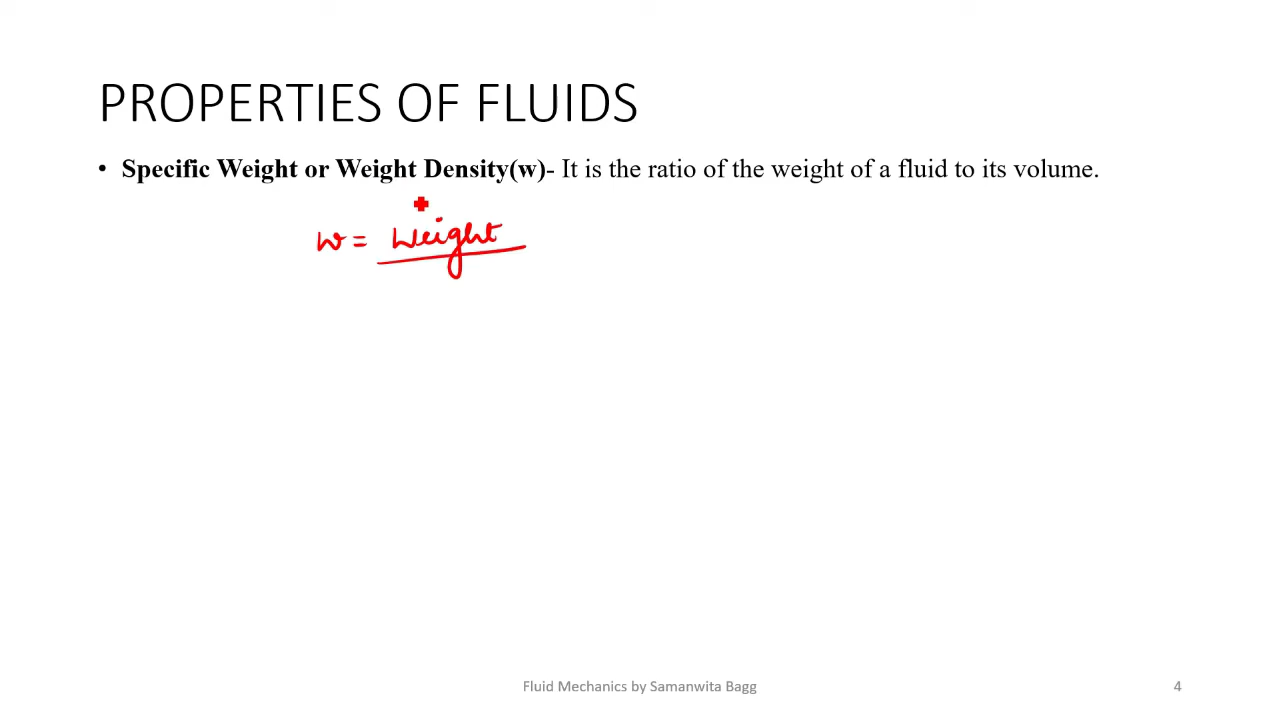 PROPERTIES OF FLUIDS
• Specific Weight or Weight Density(w)- It is the ratio of the weight of a fluid to its volume.
w = Weight
Fluid Mechanics by Samanwita Bagg
4